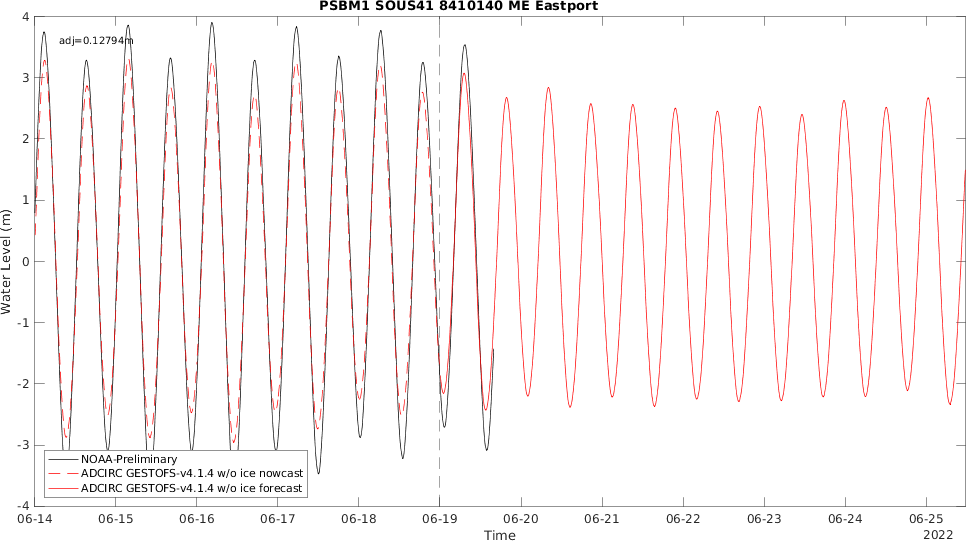 PSBM1 SOUS41 8410140 ME Eastport
adj=0.12794m
4
3
2
1
0
-1
-2
-3
-4
Water Level (m)
NOAA-Preliminary
ADCIRC GESTOFS-v4.1.4 w/o ice nowcast
ADCIRC GESTOFS-v4.1.4 w/o ice forecast
06-14 06-15 06-16 06-17 06-18 06-19 06-20 06-21 06-22 06-23 06-24 06-25
Time
2022